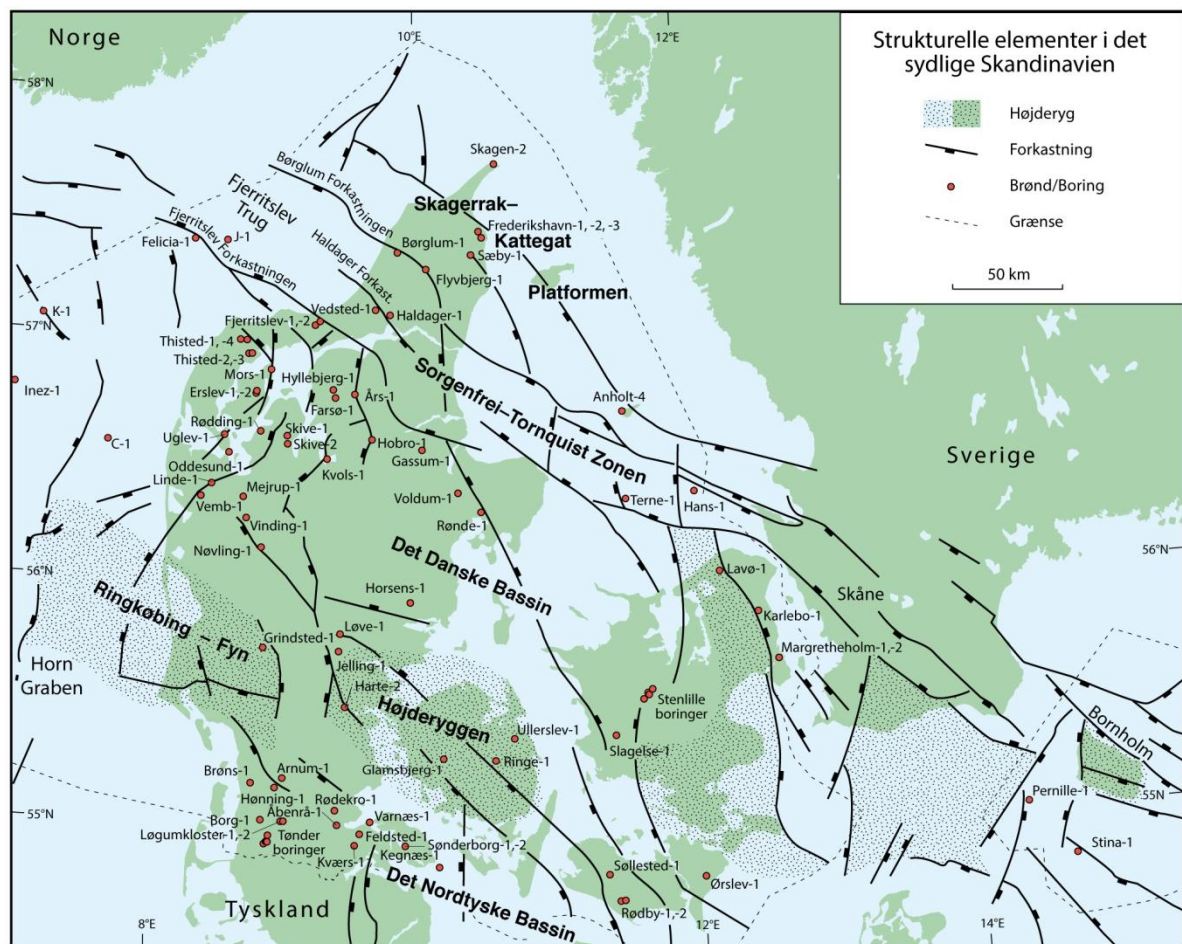 Norge
10°E
12°E
58°N
Strukturelle elementer i det
sydlige Skandinavien
Højderyg
Forkastning
Brønd/Boring
Grænse
50 km
Skagen-2
Børglum Forkastningen
Fjerritslev
Trug
Skagerrak–
Kattegat
Platformen
Frederikshavn-1, -2, -3
Fjerritslev Forkastningen
Felicia-1
J-1
Haldager Forkast.
Børglum-1
Sæby-1
Flyvbjerg-1
K-1
57°N
Vedsted-1
Haldager-1
Fjerritslev-1,-2
Thisted-1, -4
Thisted-2,-3
Mors-1
Inez-1
Hyllebjerg-1
Erslev-1,-2
Farsø-1
Års-1
Sorgenfrei–Tornquist Zonen
Anholt-4
Sverige
C-1
Rødding-1
Uglev-1
Skive-1
Skive-2
Hobro-1
Gassum-1
Oddesund-1
Kvols-1
Linde-1
Mejrup-1
Vemb-1
Voldum-1
Terne-1
Hans-1
Vinding-1
Rønde-1
Nøvling-1
56°N
56°N
Det Danske Bassin
Lavø-1
Skåne
Horsens-1
Karlebo-1
Ringkøbing – Fyn
Højderyggen
Løve-1
Grindsted-1
Margretheholm-1,-2
Horn
Graben
Jelling-1
Harte-2
Stenlille
boringer
Ullerslev-1
Slagelse-1
Bornholm
Glamsbjerg-1
Ringe-1
Arnum-1
Brøns-1
Hønning-1
Rødekro-1
Pernille-1
55°N
55°N
Åbenrå-1
Borg-1
Varnæs-1
Løgumkloster-1,-2
Feldsted-1
Tønder
boringer
Sønderborg-1,-2
Stina-1
Kværs-1
Kegnæs-1
Det Nordtyske Bassin
Søllested-1
Ørslev-1
Tyskland
Rødby-1,-2
8°E
12°E
14°E